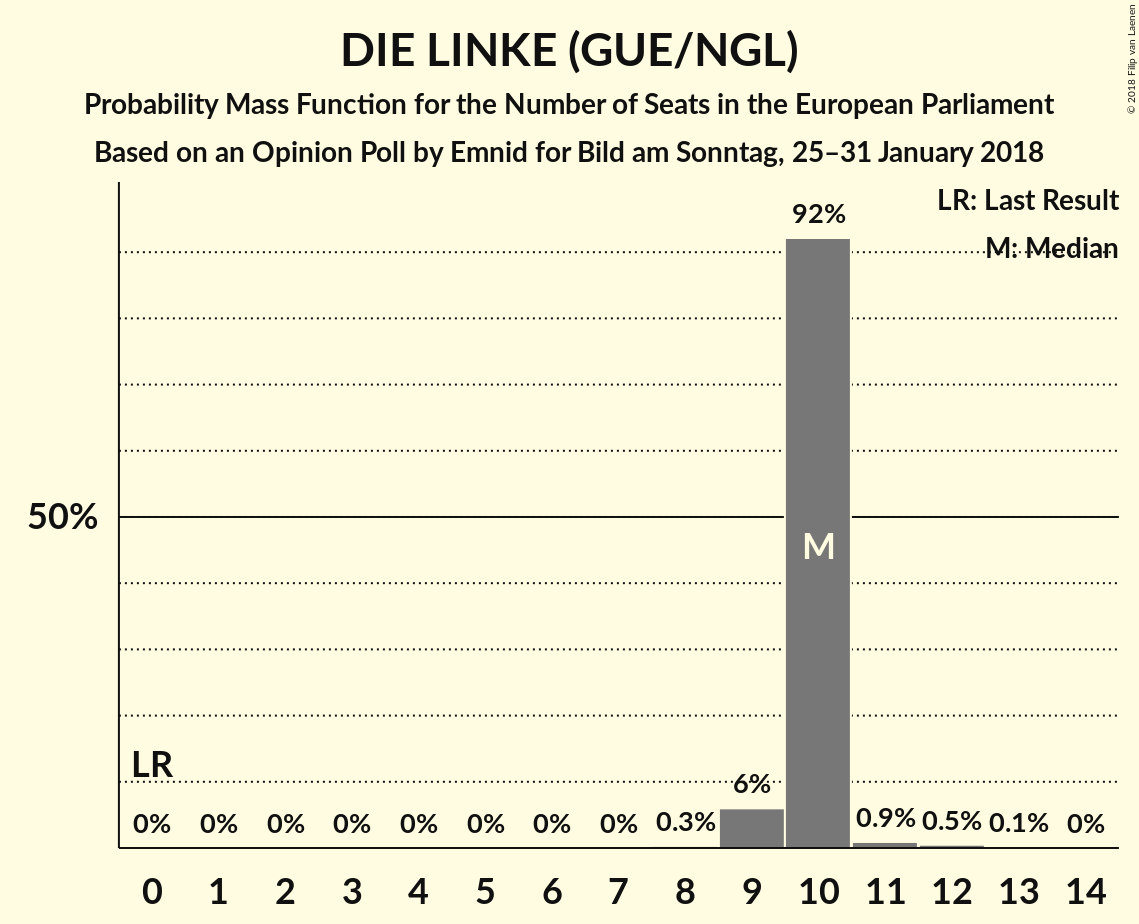 DIE LINKE (GUE/NGL)
Probability Mass Function for the Number of Seats in the European Parliament
Based on an Opinion Poll by Emnid for Bild am Sonntag, 25–31 January 2018
© 2018 Filip van Laenen
LR: Last Result
M: Median
92%
50%
M
LR
0% 0% 0% 0% 0% 0% 0% 0% 0.3% 6% 0.9% 0.5% 0.1% 0%
0 1 2 3 4 5 6 7 8 9 10 11 12 13 14